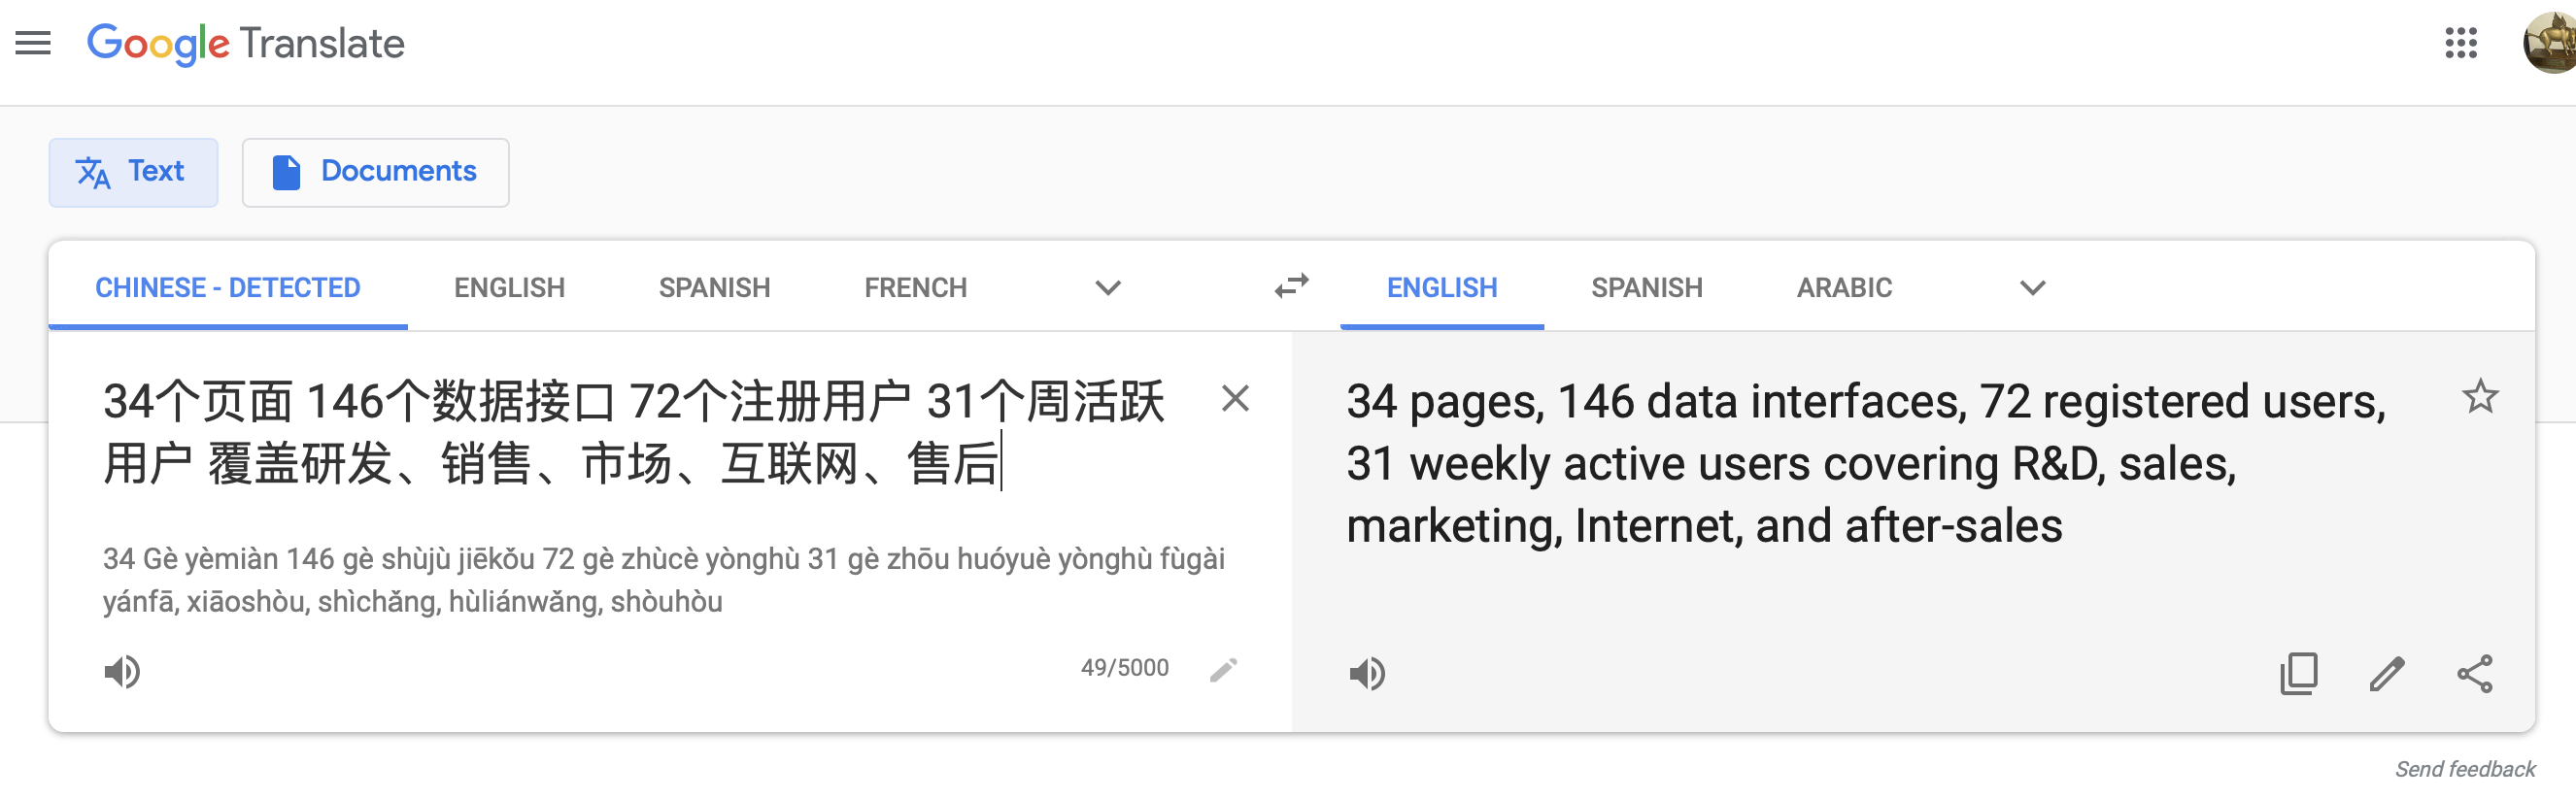 Google Translate
Text
Documents
CHINESE - DETECTED ENGLISH SPANISH FRENCH
ENGLISH SPANISH ARABIC
34个页面 146个数据接口 72个注册用户 31个周活跃
用户 覆盖研发、销售、市场、互联网、售后
34 Gè yèmiàn 146 gè shùjù jiēkǒu 72 gè zhùcè yònghù 31 gè zhōu huóyuè yònghù fùgài
yánfā, xiāoshòu, shìchǎng, hùliánwǎng, shòuhòu
49/5000
34 pages, 146 data interfaces, 72 registered users,
31 weekly active users covering R&D, sales,
marketing, Internet, and after-sales
Send feedback